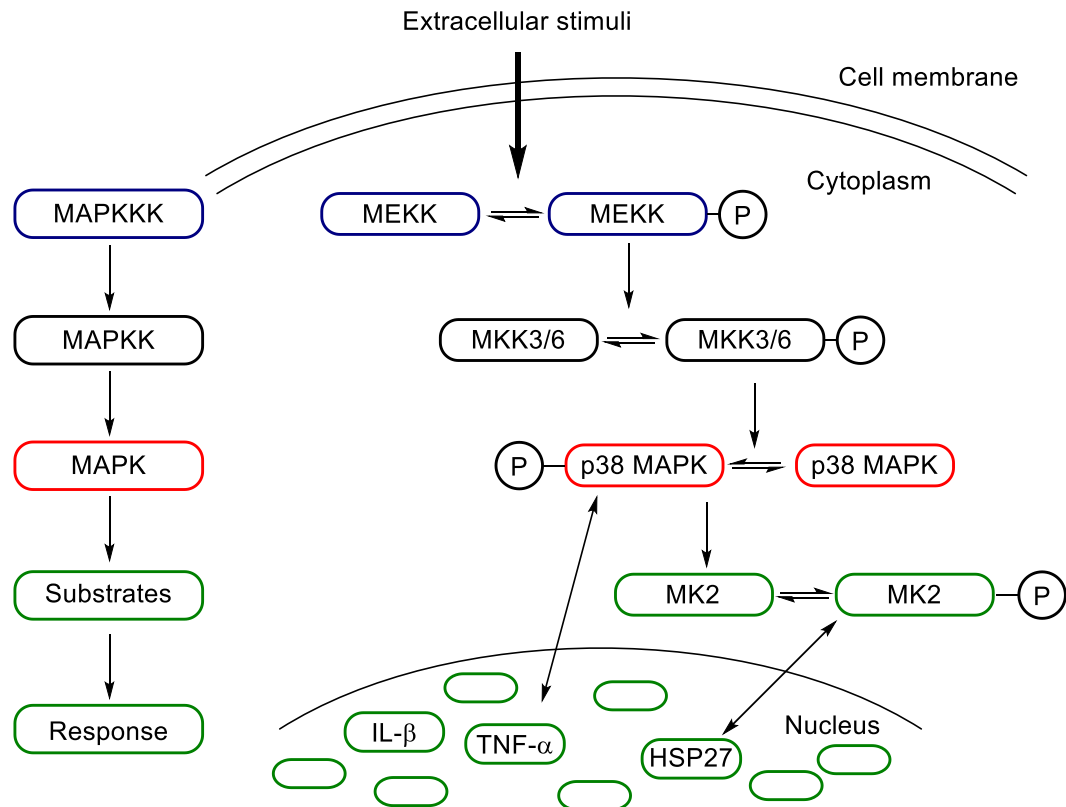 Extracellular stimuli
Cell membrane
Cytoplasm
MAPKKK
MEKK
MEKK
P
MAPKK
MKK3/6
MKK3/6
P
MAPK
P
p38 MAPK
p38 MAPK
Substrates
MK2
MK2
P
Response
IL-β
TNF-α
HSP27
Nucleus